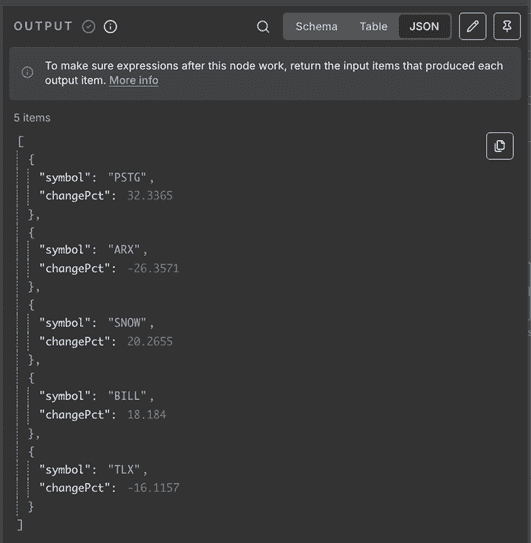 OUTPUT
Schema Table JSON
To make sure expressions after this node work, return the input items that produced each
output item. More info
5 items
[
{
"symbol": "PSTG",
"changePct": 32.3365
},
{
"symbol": "ARX",
"changePct": -26.3571
},
{
"symbol": "SNOW",
"changePct": 20.2655
},
{
"symbol": "BILL",
"changePct": 18.184
},
{
"symbol": "TLX",
"changePct": -16.1157
}
]